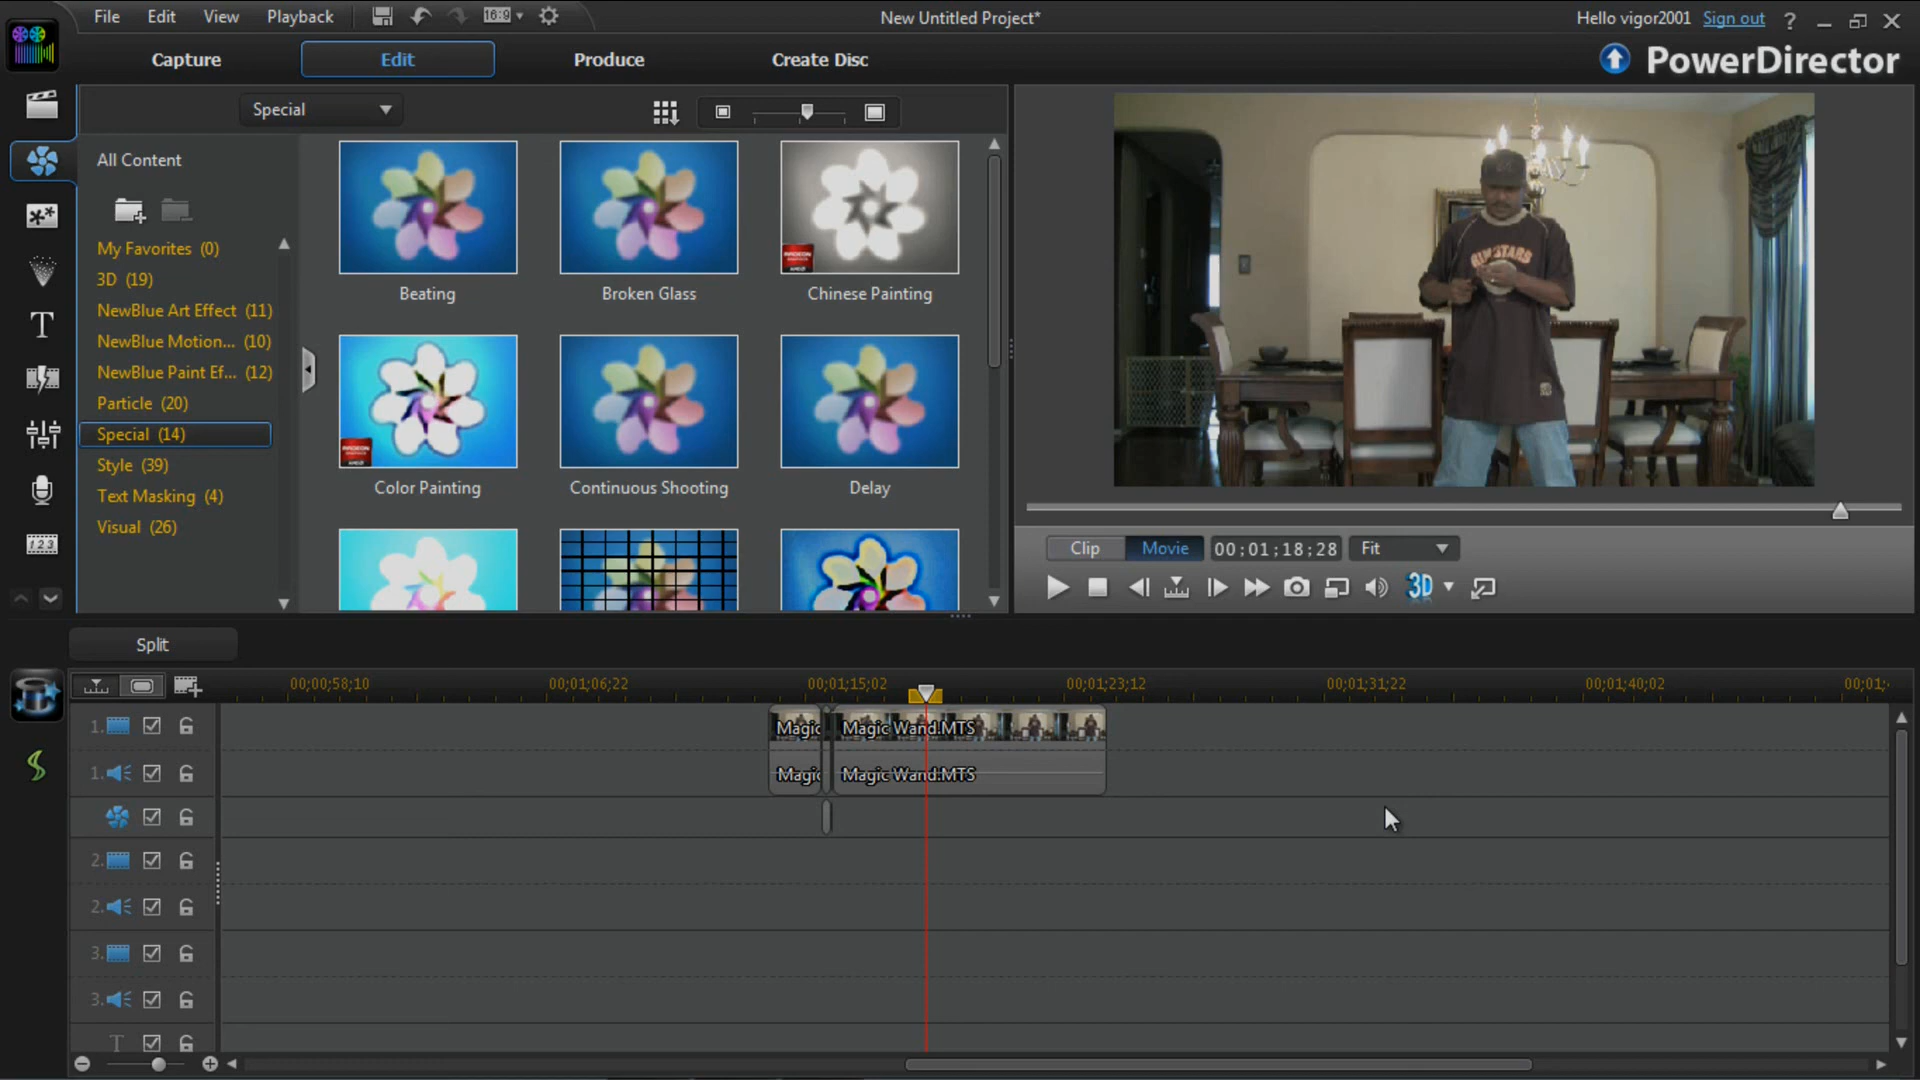 File Edit View Playback 16:9 New Untitled Project* Hello vigor2001 Sign out ?
Capture Edit Produce Create Disc PowerDirector
Special
All Content
My Favorites (0)
3D (19)
NewBlue Art Effect (11)
NewBlue Motion... (10)
NewBlue Paint Ef... (12)
Particle (20)
Special (14)
Style (39)
Text Masking (4)
Visual (26)
Beating Broken Glass Chinese Painting
Color Painting Continuous Shooting Delay
Clip Movie 00;01;18;28 Fit
3D
Split
00;00;58;10 00;01;06;22 00;01;15;02 00;01;23;12 00;01;31;22 00;01;40;02 00;01;
1. Magic Magic Wand.MTS
1. Magic Magic Wand.MTS
2.
2.
3.
3.
T
1 2 3